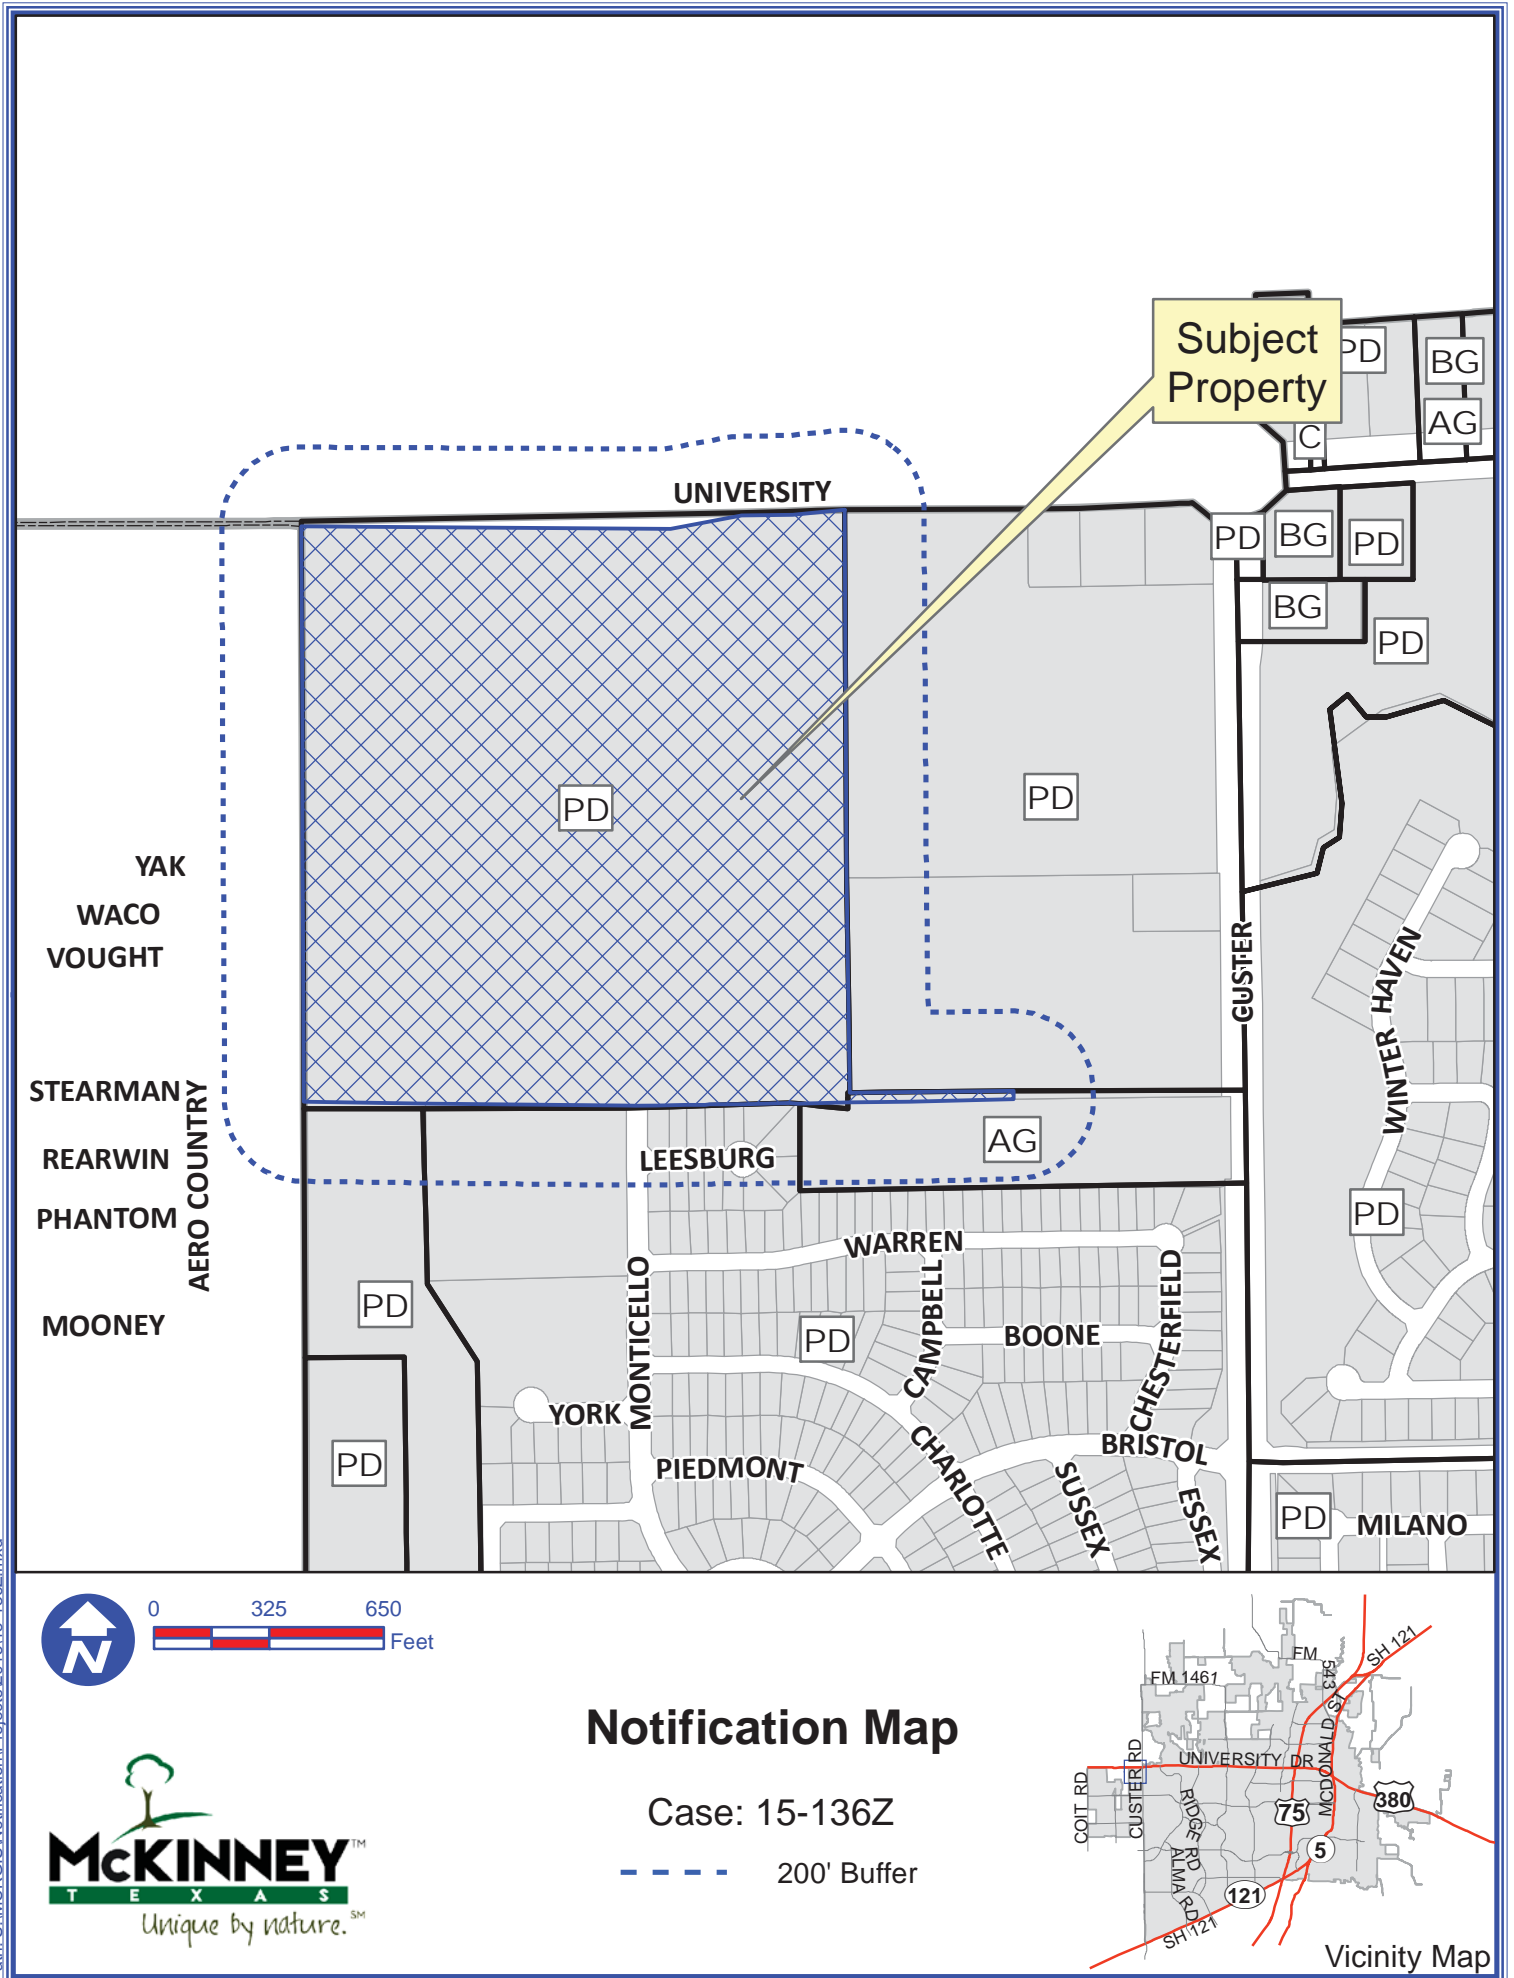 Subject
Property
PD
BG
AG
C
UNIVERSITY
PD
BG
PD
BG
PD
PD
PD
YAK
WACO
VOUGHT
CUSTER
WINTER HAVEN
STEARMAN
AERO COUNTRY
REARWIN
LEESBURG
AG
PHANTOM
PD
WARREN
MONTICELLO
CAMPBELL
CHESTERFIELD
PD
MOONEY
PD
BOONE
YORK
CHARLOTTE
BRISTOL
PD
PIEDMONT
SUSSEX
ESSEX
PD
MILANO
0 325 650
Feet
N
Notification Map
Case: 15-136Z
200' Buffer
McKINNEY™
TEXAS
Unique by nature.℠
FM 1461
FM 543
SH 121
MCDONALD ST
UNIVERSITY DR
COIT RD
CUSTER RD
RIDGE RD
ALMA RD
75
380
5
121
SH 121
Vicinity Map